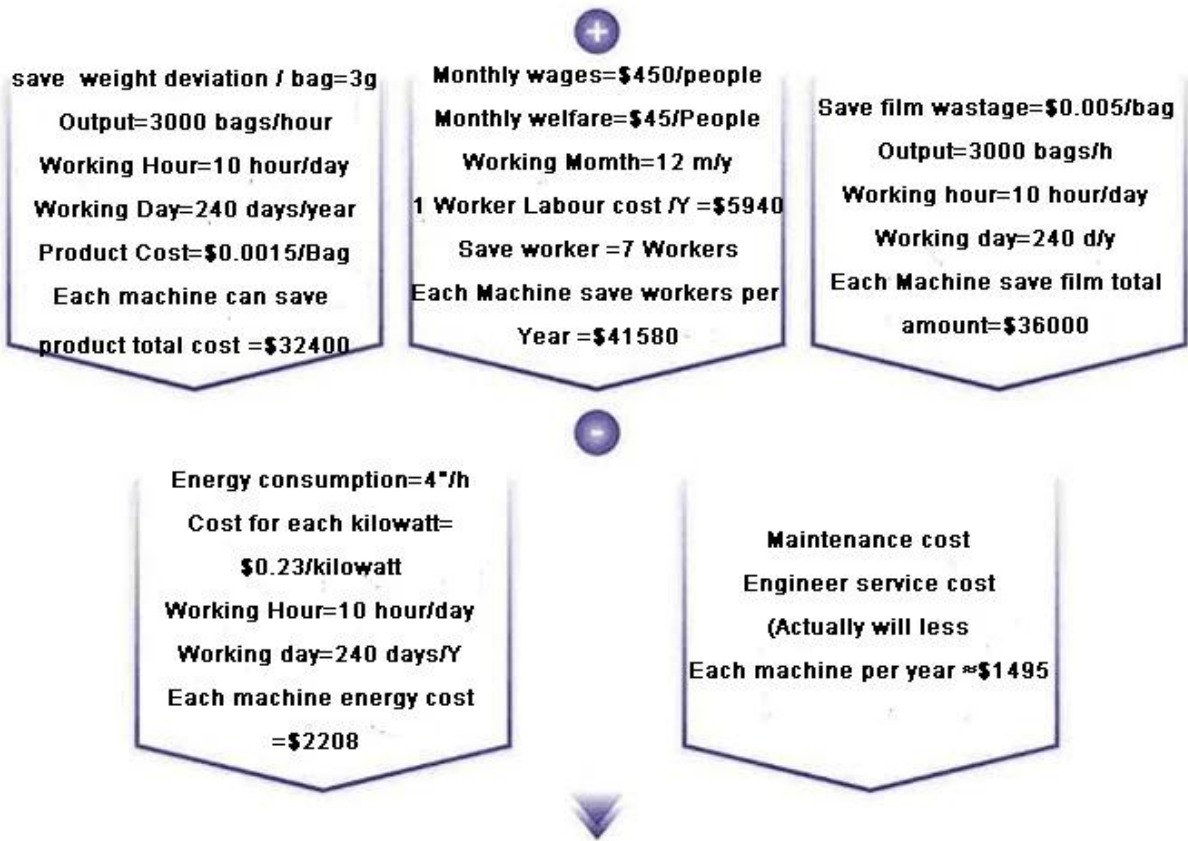 +
save weight deviation / bag=3g
Output=3000 bags/hour
Working Hour=10 hour/day
Working Day=240 days/year
Product Cost=$0.0015/Bag
Each machine can save
product total cost =$32400
Monthly wages=$450/people
Monthly welfare=$45/People
Working Momth=12 m/y
1 Worker Labour cost /Y =$5940
Save worker =7 Workers
Each Machine save workers per
Year =$41580
Save film wastage=$0.005/bag
Output=3000 bags/h
Working hour=10 hour/day
Working day=240 d/y
Each Machine save film total
amount=$36000
-
Energy consumption=4"/h
Cost for each kilowatt=
$0.23/kilowatt
Working Hour=10 hour/day
Working day=240 days/Y
Each machine energy cost
=$2208
Maintenance cost
Engineer service cost
(Actually will less
Each machine per year ≈$1495